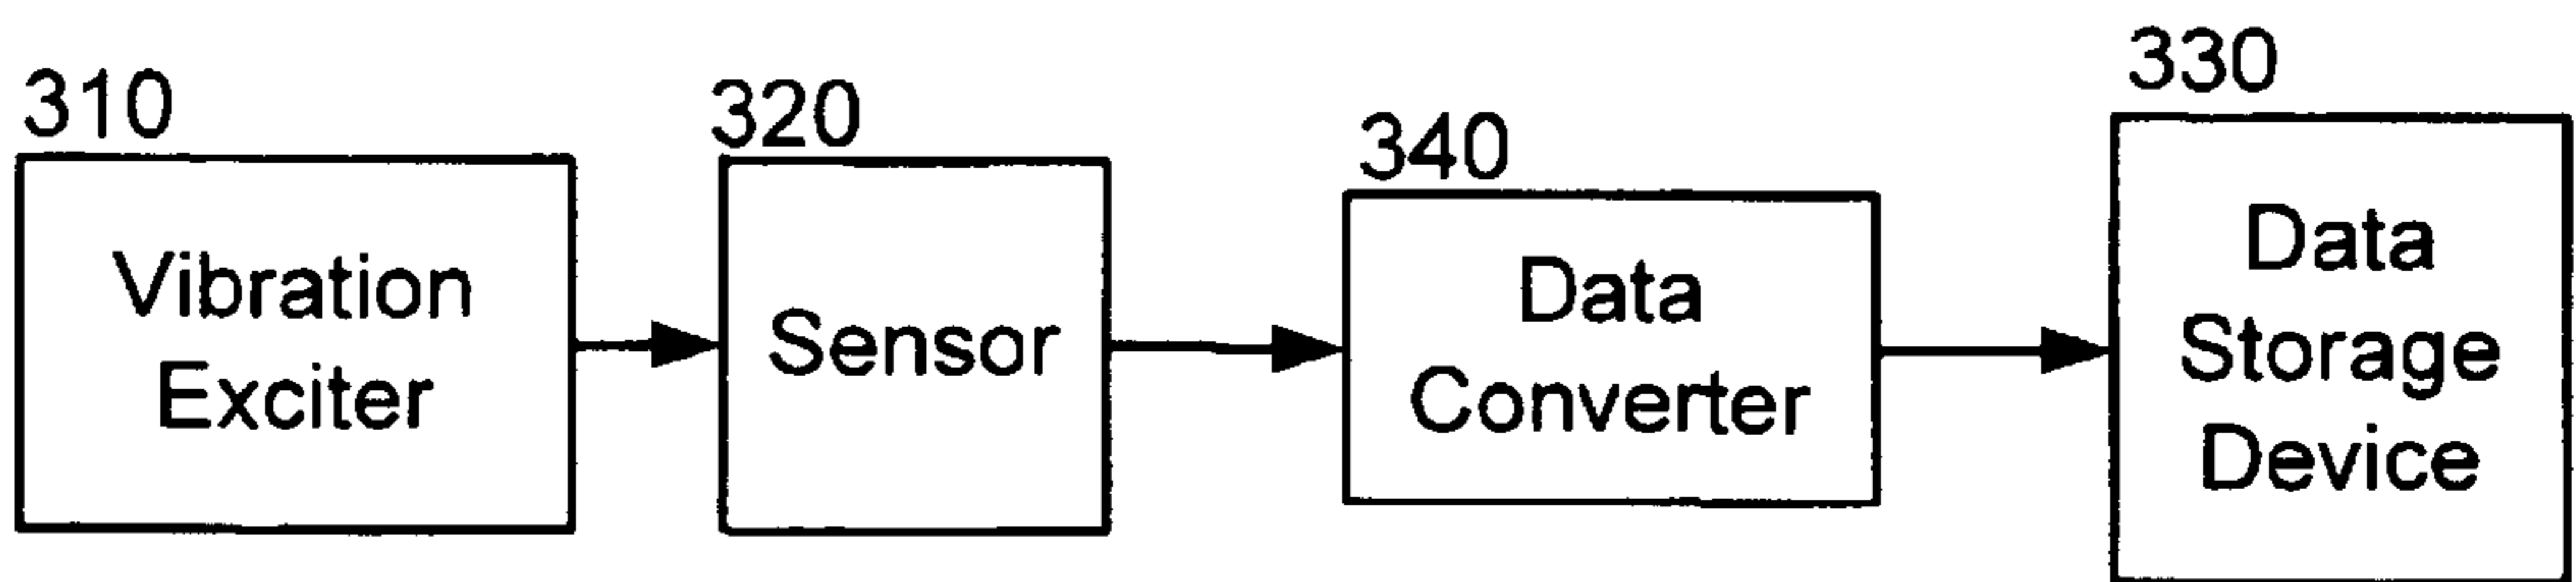 310
Vibration
Exciter
320
Sensor
340
Data
Converter
330
Data
Storage
Device